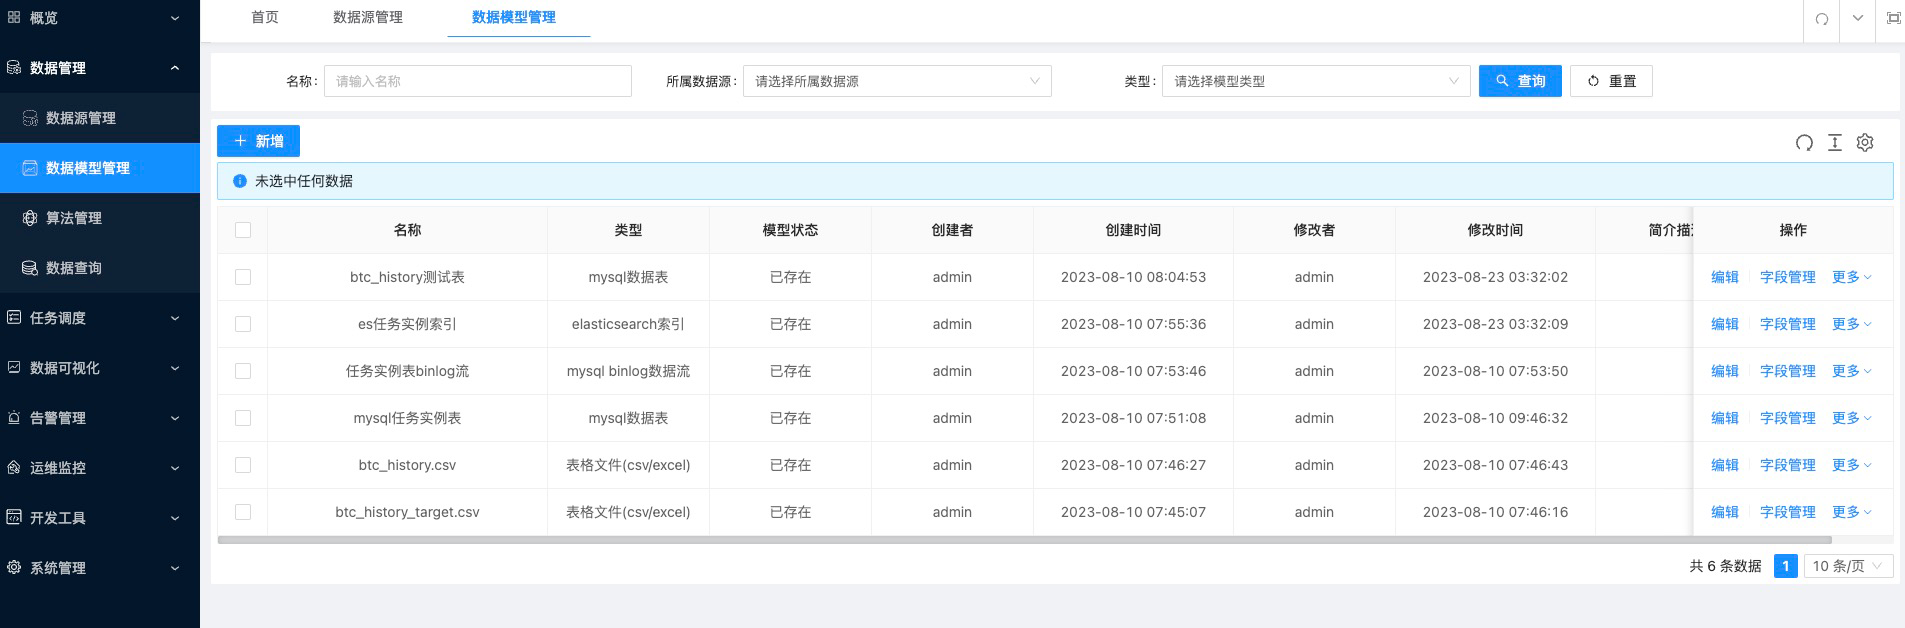 概览
数据管理
数据源管理
数据模型管理
算法管理
数据查询
任务调度
数据可视化
告警管理
运维监控
开发工具
系统管理
首页 数据源管理 数据模型管理
名称: 请输入名称 所属数据源: 请选择所属数据源 类型: 请选择模型类型 查询 重置
新增
未选中任何数据
名称 类型 模型状态 创建者 创建时间 修改者 修改时间 简介描 操作
btc_history测试表 mysql数据表 已存在 admin 2023-08-10 08:04:53 admin 2023-08-23 03:32:02 编辑 字段管理 更多
es任务实例索引 elasticsearch索引 已存在 admin 2023-08-10 07:55:36 admin 2023-08-23 03:32:09 编辑 字段管理 更多
任务实例表binlog流 mysql binlog数据流 已存在 admin 2023-08-10 07:53:46 admin 2023-08-10 07:53:50 编辑 字段管理 更多
mysql任务实例表 mysql数据表 已存在 admin 2023-08-10 07:51:08 admin 2023-08-10 09:46:32 编辑 字段管理 更多
btc_history.csv 表格文件(csv/excel) 已存在 admin 2023-08-10 07:46:27 admin 2023-08-10 07:46:43 编辑 字段管理 更多
btc_history_target.csv 表格文件(csv/excel) 已存在 admin 2023-08-10 07:45:07 admin 2023-08-10 07:46:16 编辑 字段管理 更多
共 6 条数据 1 10 条/页